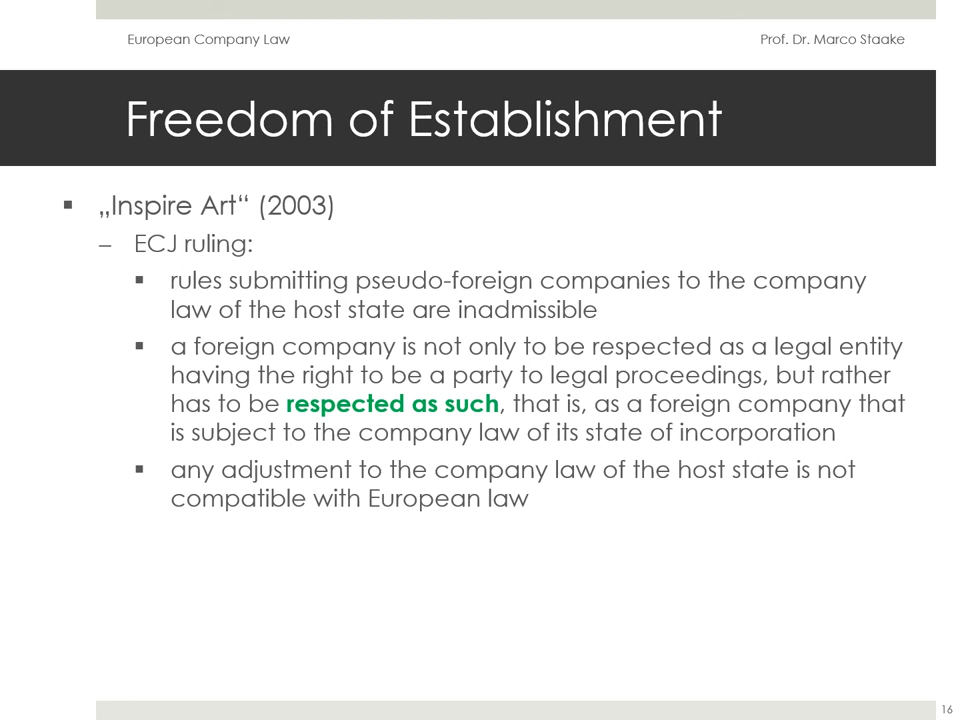 European Company Law
Prof. Dr. Marco Staake
Freedom of Establishment
▪ „Inspire Art“ (2003)
– ECJ ruling:
▪ rules submitting pseudo-foreign companies to the company
law of the host state are inadmissible
▪ a foreign company is not only to be respected as a legal entity
having the right to be a party to legal proceedings, but rather
has to be respected as such, that is, as a foreign company that
is subject to the company law of its state of incorporation
▪ any adjustment to the company law of the host state is not
compatible with European law
16